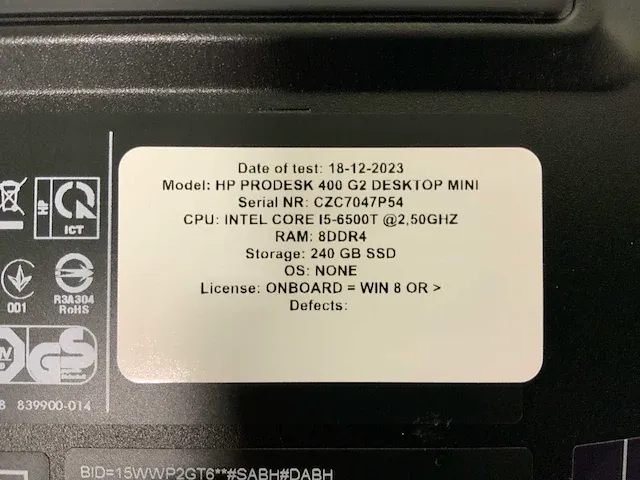 Date of test: 18-12-2023
Model: HP PRODESK 400 G2 DESKTOP MINI
Serial NR: CZC7047P54
CPU: INTEL CORE I5-6500T @2,50GHZ
RAM: 8DDR4
Storage: 240 GB SSD
OS: NONE
License: ONBOARD = WIN 8 OR >
Defects:
HP
ICT
001
R3A304
RoHS
GS
839900-014
BID=15WWP2GT6**#SABH#DABH